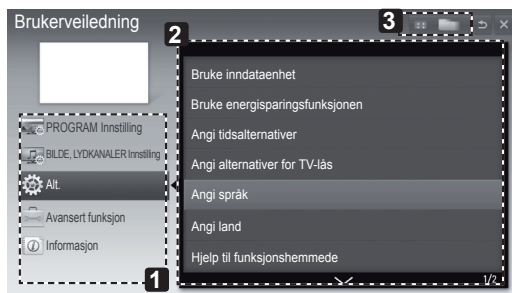 Brukerveiledning
3
2
PROGRAM Innstilling
BILDE, LYDKANALER Innstilling
Alt.
Avansert funksjon
Informasjon
1
Bruke inndataenhet
Bruke energisparingsfunksjonen
Angi tidsalternativer
Angi alternativer for TV-lås
Angi språk
Angi land
Hjelp til funksjonshemmede
1/2